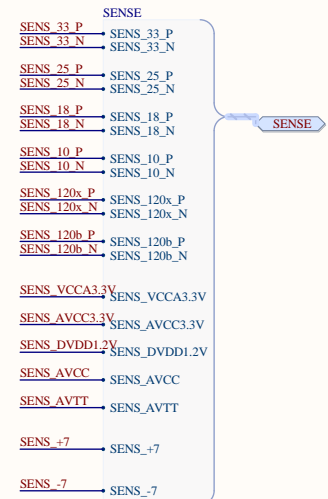 SENSE
SENS_33_P SENS_33_P
SENS_33_N SENS_33_N
SENSE
SENS_25_P SENS_25_P
SENS_25_N SENS_25_N
SENS_18_P SENS_18_P
SENS_18_N SENS_18_N
SENS_10_P SENS_10_P
SENS_10_N SENS_10_N
SENS_120x_P SENS_120x_P
SENS_120x_N SENS_120x_N
SENS_120b_P SENS_120b_P
SENS_120b_N SENS_120b_N
SENS_VCCA3.3V SENS_VCCA3.3V
SENS_AVCC3.3V SENS_AVCC3.3V
SENS_DVDD1.2V SENS_DVDD1.2V
SENS_AVCC SENS_AVCC
SENS_AVTT SENS_AVTT
SENS_+7 SENS_+7
SENS_-7 SENS_-7